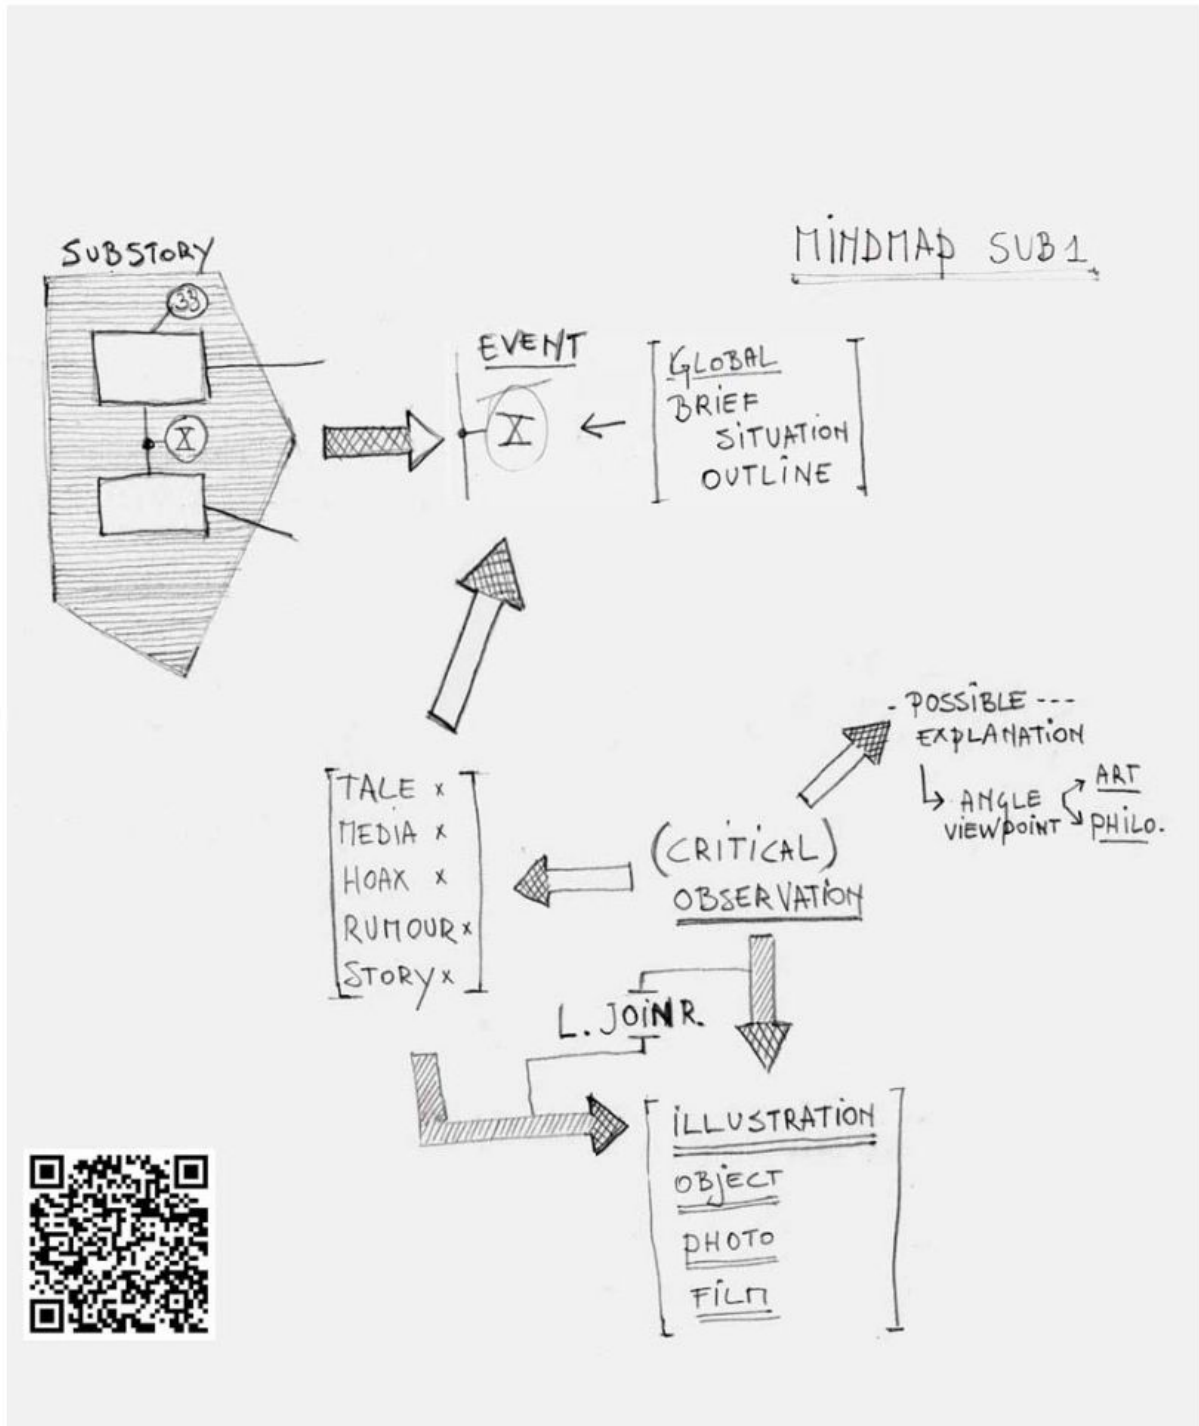 MINDMAP SUB1
SUBSTORY
33
X
EVENT
X
GLOBAL
BRIEF
SITUATION
OUTLINE
- POSSIBLE ---
EXPLANATION
ANGLE
VIEWPOINT
ART
PHILO.
TALE x
MEDIA x
HOAX x
RUMOUR x
STORY x
(CRITICAL)
OBSERVATION
L. JOIN R.
ILLUSTRATION
OBJECT
PHOTO
FILM